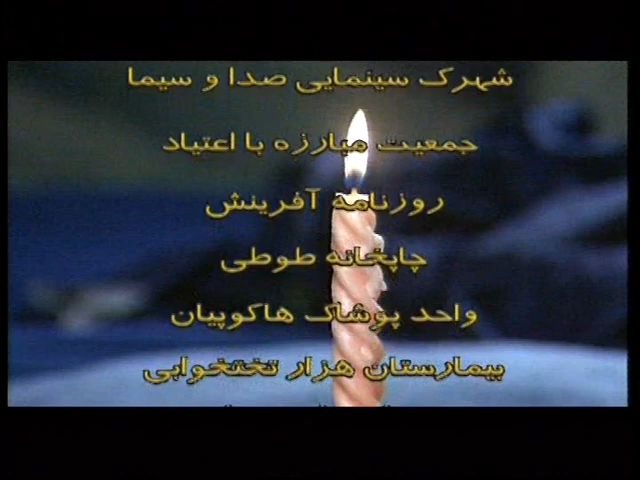 شهرک سینمایی صدا و سیما
جمعیت مبارزه با اعتیاد
روزنامه آفرینش
چاپخانه طوطی
واحد پوشاک هاکوپیان
بیمارستان هزار تختخوابی